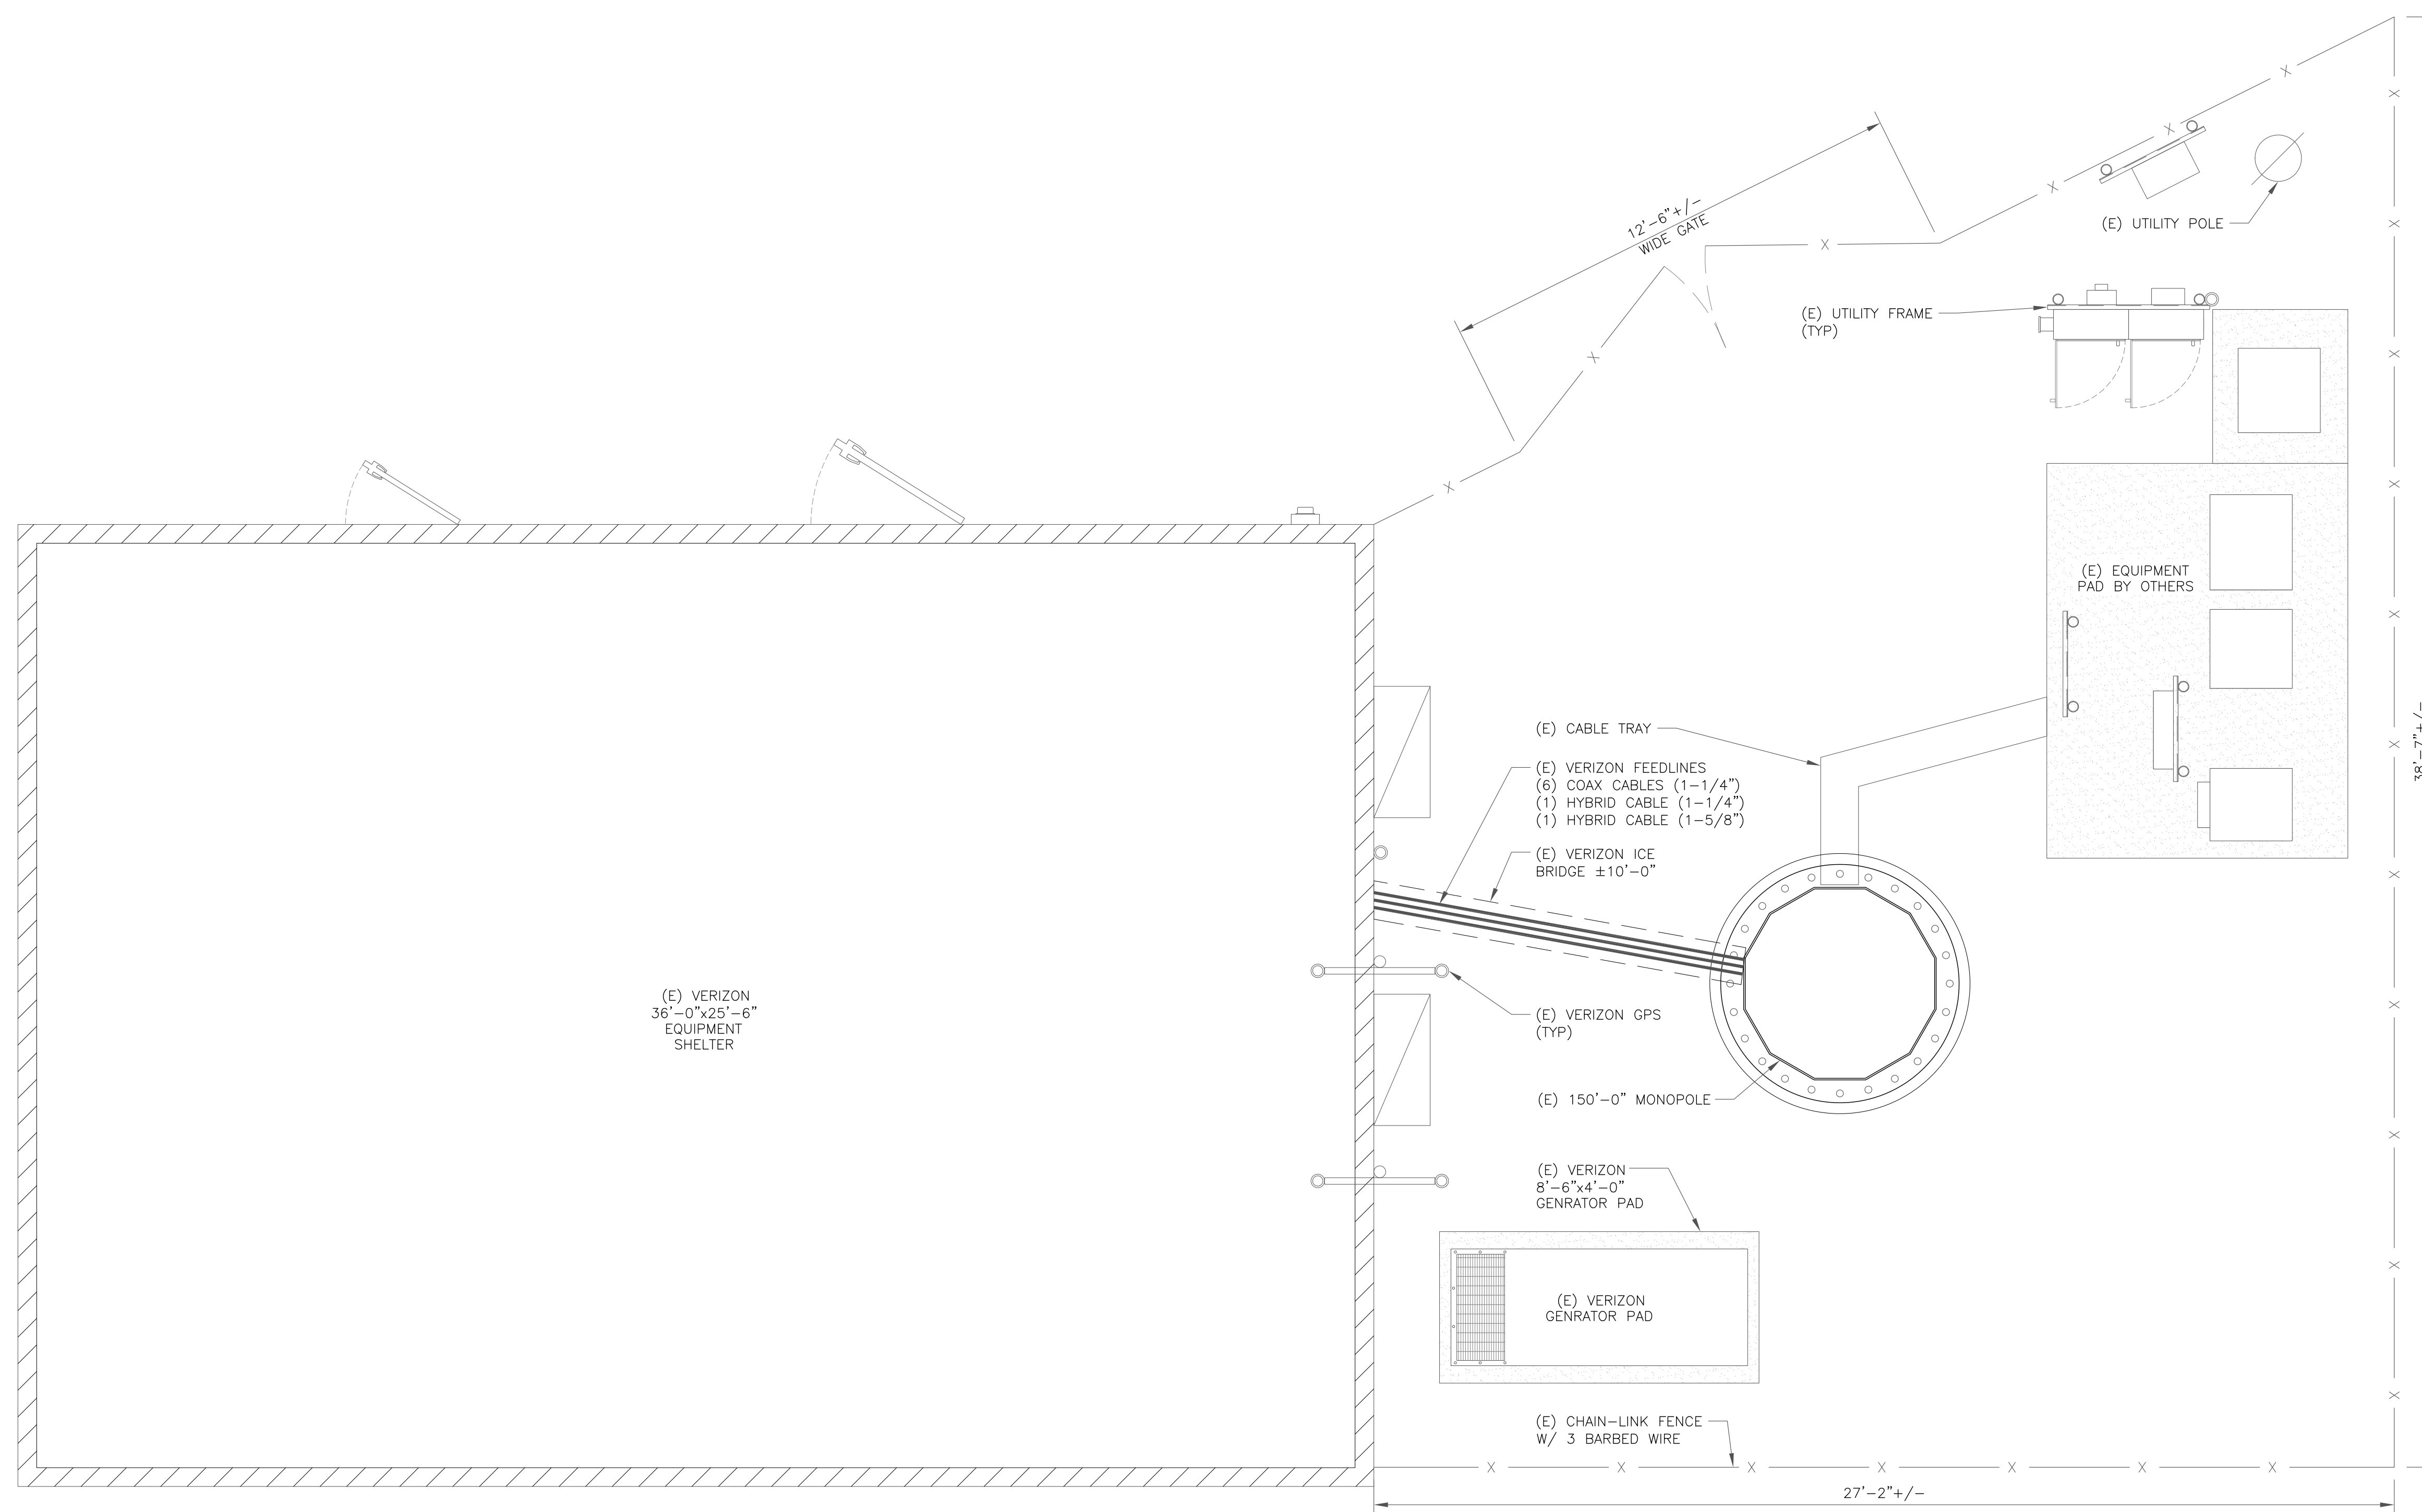 12'-6"+/-
WIDE GATE
(E) UTILITY POLE
(E) UTILITY FRAME
(TYP)
(E) EQUIPMENT
PAD BY OTHERS
38'-7"+/-
(E) CABLE TRAY
(E) VERIZON FEEDLINES
(6) COAX CABLES (1-1/4")
(1) HYBRID CABLE (1-1/4")
(1) HYBRID CABLE (1-5/8")
(E) VERIZON ICE
BRIDGE ±10'-0"
(E) VERIZON
36'-0"x25'-6"
EQUIPMENT
SHELTER
(E) VERIZON GPS
(TYP)
(E) 150'-0" MONOPOLE
(E) VERIZON
8'-6"x4'-0"
GENRATOR PAD
(E) VERIZON
GENRATOR PAD
(E) CHAIN-LINK FENCE
W/ 3 BARBED WIRE
27'-2"+/-